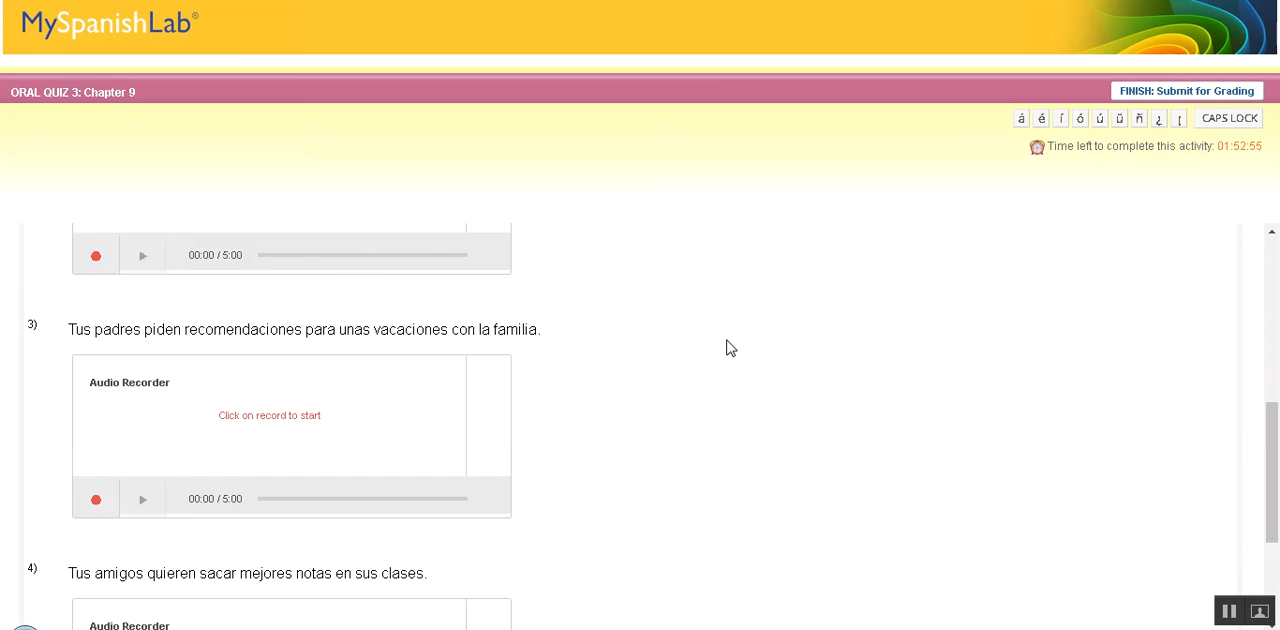 MySpanishLab®
ORAL QUIZ 3: Chapter 9
FINISH: Submit for Grading
á é í ó ú ü ñ ¿ ¡ CAPS LOCK
Time left to complete this activity: 01:52:55
00:00 / 5:00
3) Tus padres piden recomendaciones para unas vacaciones con la familia.
Audio Recorder
Click on record to start
00:00 / 5:00
4) Tus amigos quieren sacar mejores notas en sus clases.
Audio Recorder